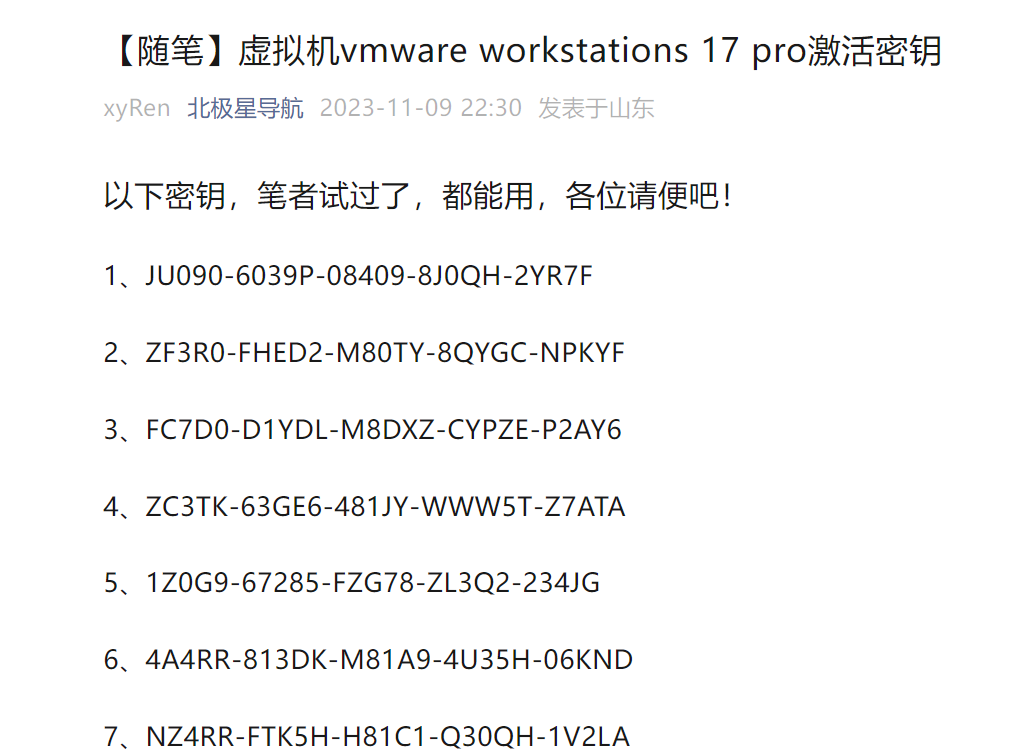 【随笔】虚拟机vmware workstations 17 pro激活密钥
xyRen 北极星导航 2023-11-09 22:30 发表于山东
以下密钥，笔者试过了，都能用，各位请便吧！
1、JU090-6039P-08409-8J0QH-2YR7F
2、ZF3R0-FHED2-M80TY-8QYGC-NPKYF
3、FC7D0-D1YDL-M8DXZ-CYPZE-P2AY6
4、ZC3TK-63GE6-481JY-WWW5T-Z7ATA
5、1Z0G9-67285-FZG78-ZL3Q2-234JG
6、4A4RR-813DK-M81A9-4U35H-06KND
7、NZ4RR-FTK5H-H81C1-Q30QH-1V2LA